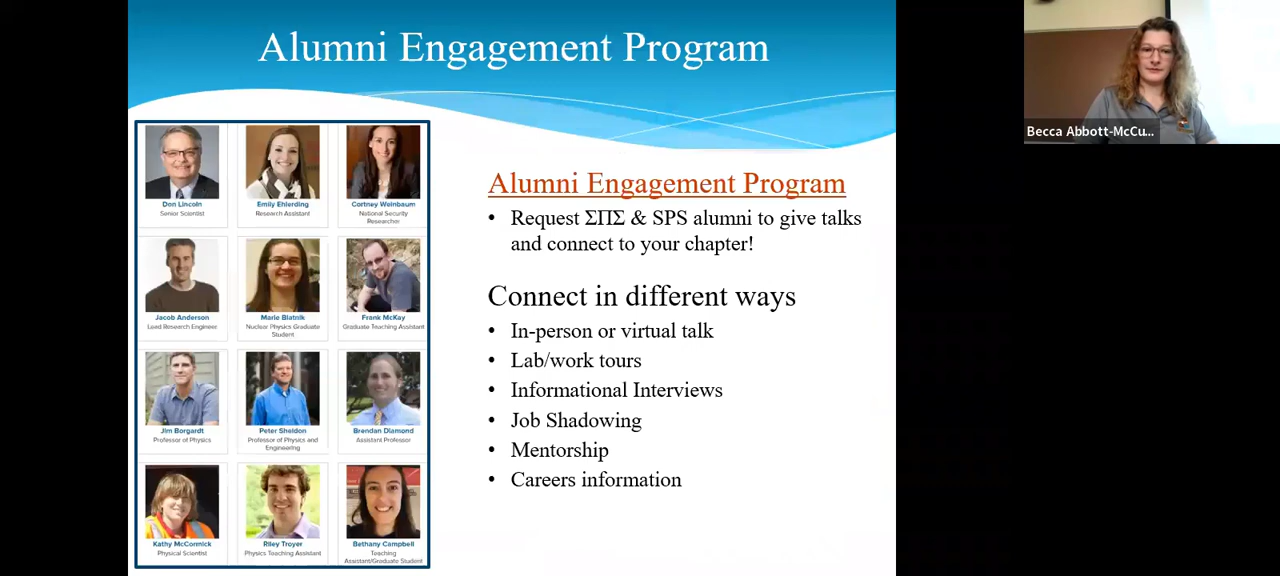 Alumni Engagement Program
Becca Abbott-McCu...
Don Lincoln
Senior Scientist
Emily Ehlerding
Research Assistant
Cortney Weinbaum
National Security
Researcher
Jacob Anderson
Lead Research Engineer
Marie Blatnik
Nuclear Physics Graduate
Student
Frank McKay
Graduate Teaching Assistant
Jim Borgardt
Professor of Physics
Peter Sheldon
Professor of Physics and
Engineering
Brendan Diamond
Assistant Professor
Kathy McCormick
Physical Scientist
Riley Troyer
Physics Teaching Assistant
Bethany Campbell
Teaching
Assistant/Graduate Student
Alumni Engagement Program
• Request ΣΠΣ & SPS alumni to give talks
and connect to your chapter!
Connect in different ways
• In-person or virtual talk
• Lab/work tours
• Informational Interviews
• Job Shadowing
• Mentorship
• Careers information